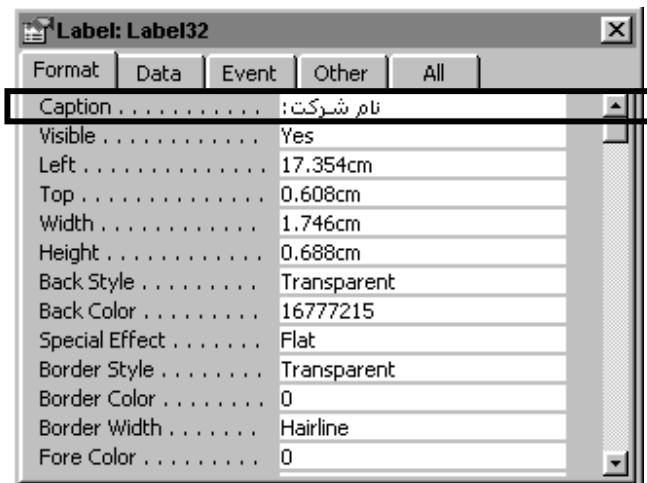 Label: Label32
Format Data Event Other All
Caption . . . . . . . . . . . نام شرکت:
Visible . . . . . . . . . . . . Yes
Left . . . . . . . . . . . . . . 17.354cm
Top . . . . . . . . . . . . . . 0.608cm
Width . . . . . . . . . . . . 1.746cm
Height . . . . . . . . . . . . 0.688cm
Back Style . . . . . . . . . Transparent
Back Color . . . . . . . . . 16777215
Special Effect . . . . . . . Flat
Border Style . . . . . . . . Transparent
Border Color . . . . . . . . 0
Border Width . . . . . . . Hairline
Fore Color . . . . . . . . . 0